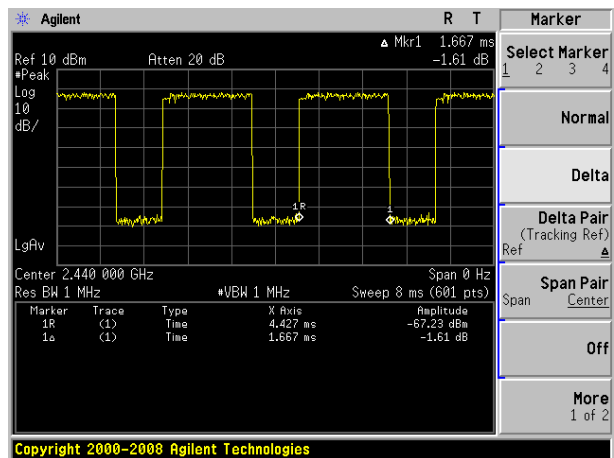 Agilent R T Marker
Δ Mkr1 1.667 ms
Ref 10 dBm Atten 20 dB -1.61 dB
#Peak
Log
10
dB/
1R
1
LgAv
Center 2.440 000 GHz Span 0 Hz
Res BW 1 MHz #VBW 1 MHz Sweep 8 ms (601 pts)
Marker Trace Type X Axis Amplitude
1R (1) Time 4.427 ms -67.23 dBm
1Δ (1) Time 1.667 ms -1.61 dB
Copyright 2000-2008 Agilent Technologies
Select Marker
1 2 3 4
Normal
Delta
Delta Pair
(Tracking Ref)
Ref Δ
Span Pair
Span Center
Off
More
1 of 2